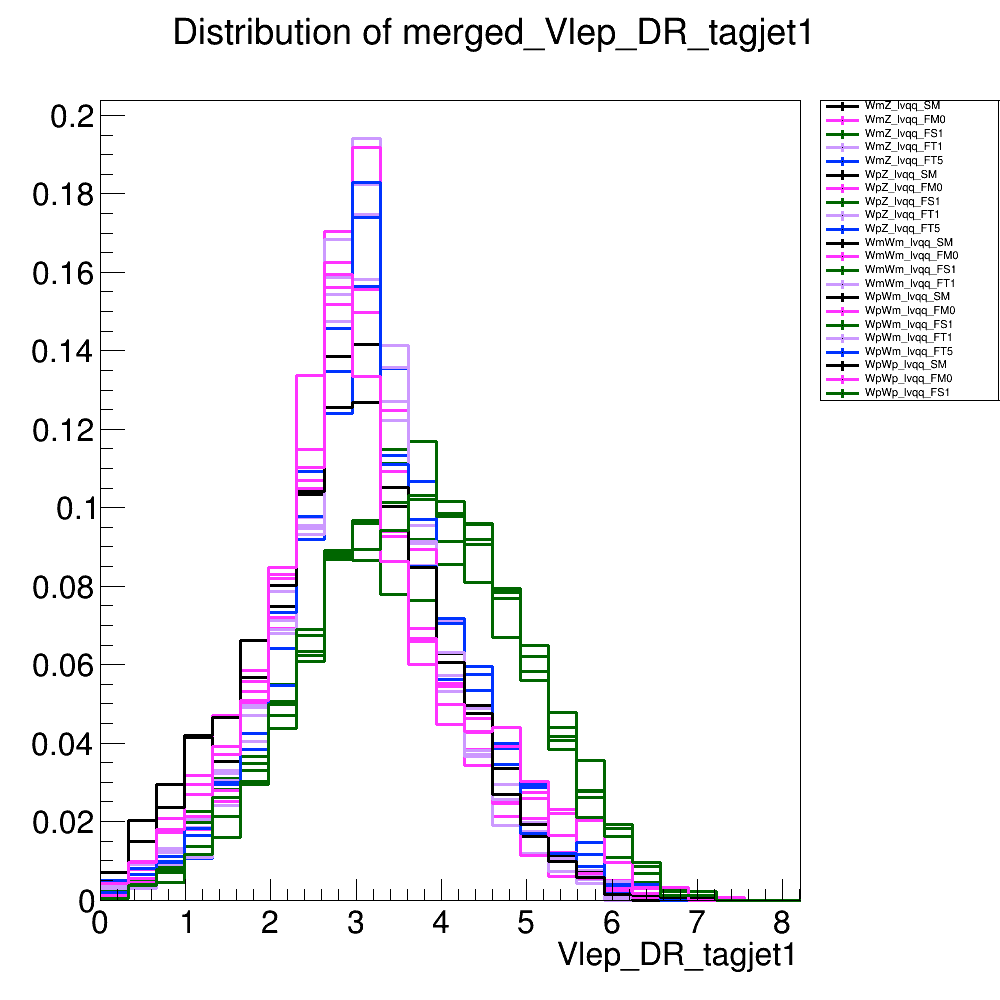 Distribution of merged_Vlep_DR_tagjet1
0.2
0.18
0.16
0.14
0.12
0.1
0.08
0.06
0.04
0.02
0
0 1 2 3 4 5 6 7 8
Vlep_DR_tagjet1
WmZ_lvqq_SM
WmZ_lvqq_FM0
WmZ_lvqq_FS1
WmZ_lvqq_FT1
WmZ_lvqq_FT5
WpZ_lvqq_SM
WpZ_lvqq_FM0
WpZ_lvqq_FS1
WpZ_lvqq_FT1
WpZ_lvqq_FT5
WmWm_lvqq_SM
WmWm_lvqq_FM0
WmWm_lvqq_FS1
WmWm_lvqq_FT1
WpWm_lvqq_SM
WpWm_lvqq_FM0
WpWm_lvqq_FS1
WpWm_lvqq_FT1
WpWm_lvqq_FT5
WpWp_lvqq_SM
WpWp_lvqq_FM0
WpWp_lvqq_FS1